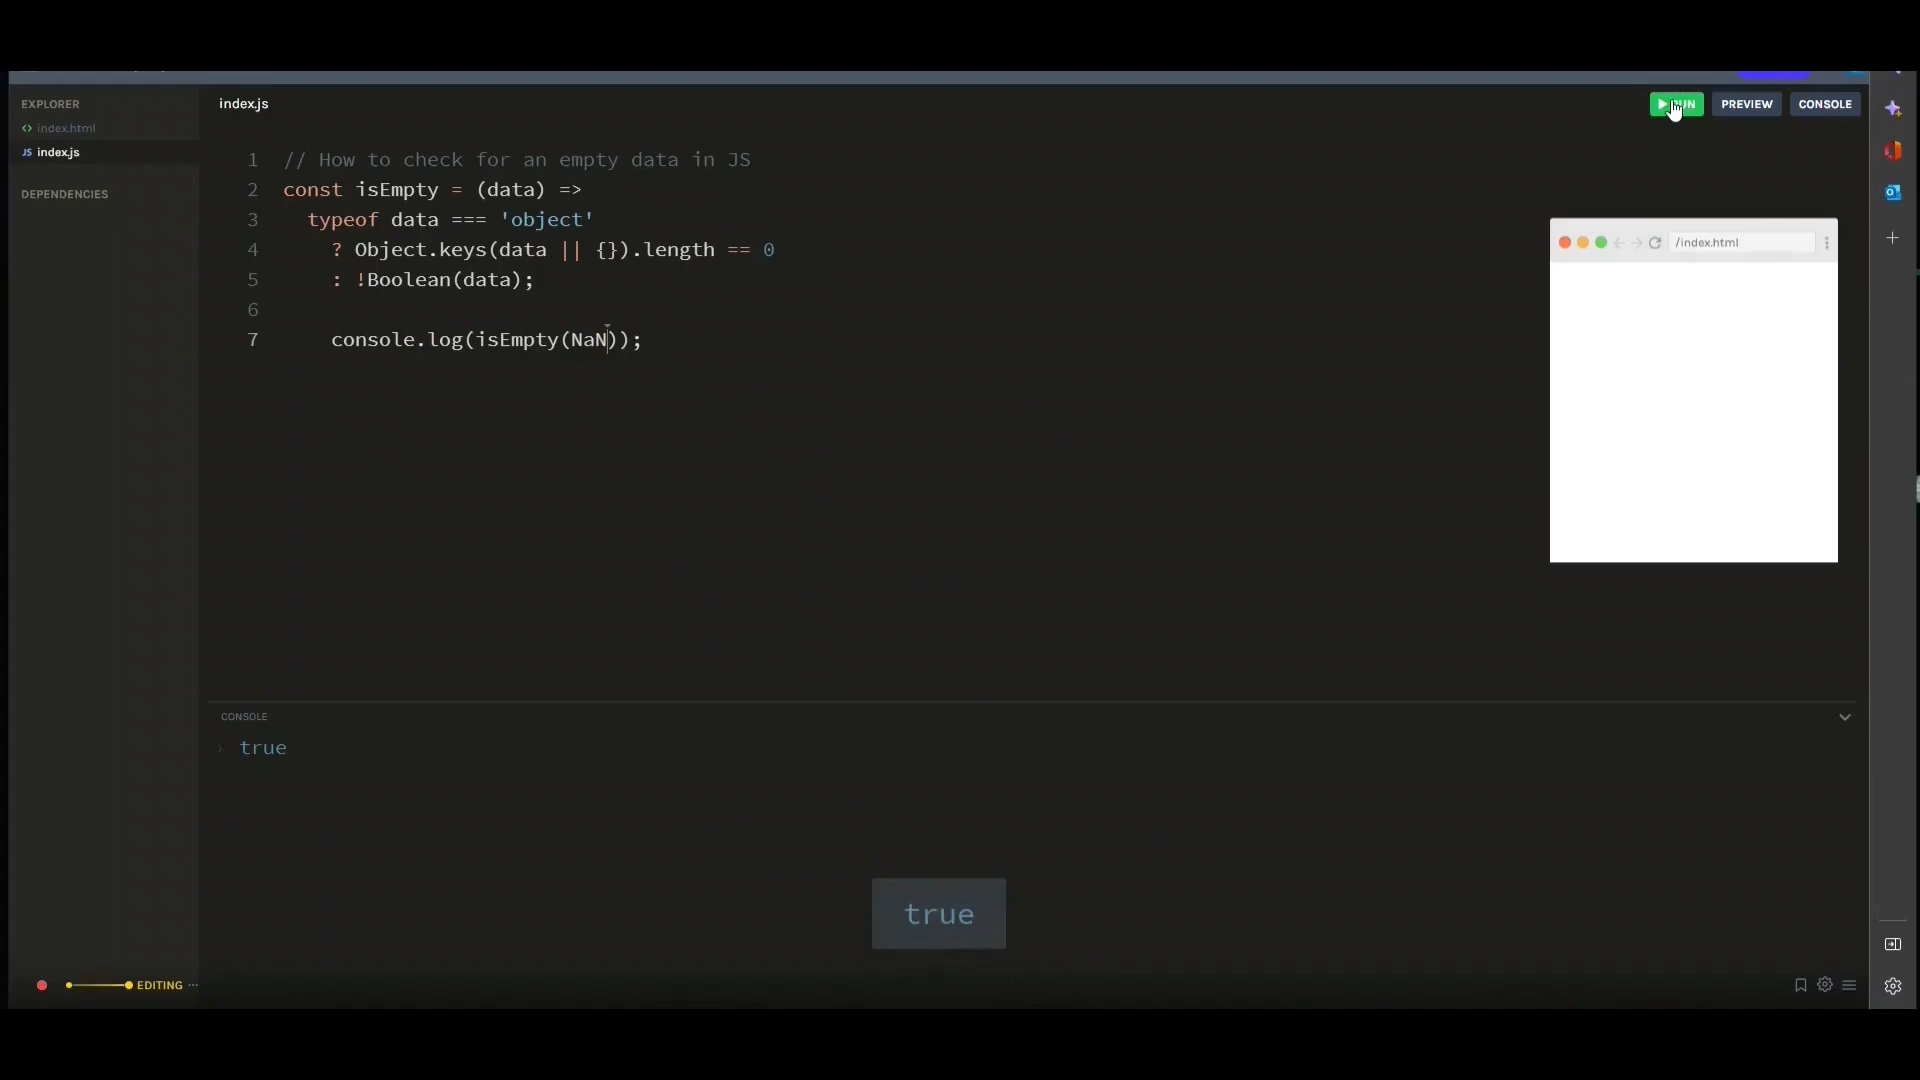 EXPLORER
index.html
JS index.js
DEPENDENCIES
index.js
PREVIEW
CONSOLE
1 // How to check for an empty data in JS
2 const isEmpty = (data) =>
3 typeof data === 'object'
4 ? Object.keys(data || {}).length == 0
5 : !Boolean(data);
6
7 console.log(isEmpty(NaN));
/index.html
CONSOLE
true
true
EDITING ...